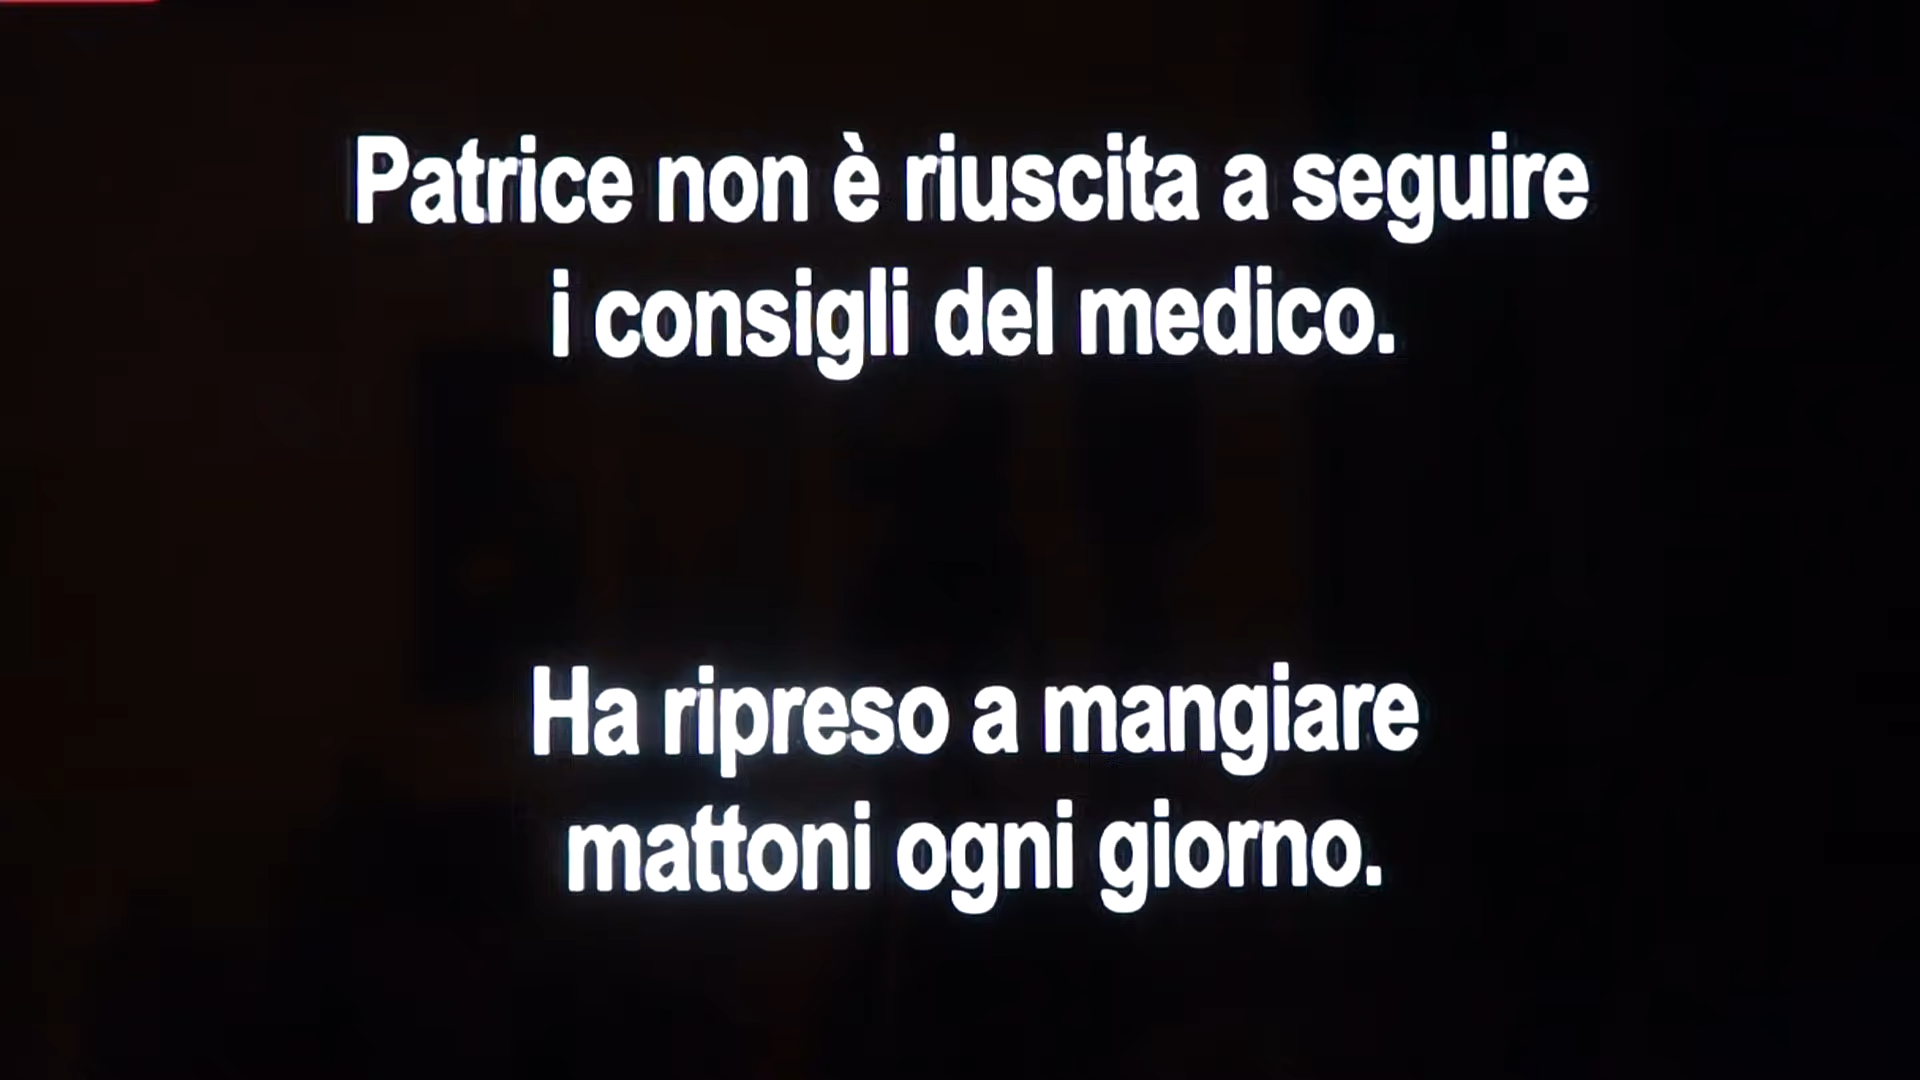 Patrice non è riuscita a seguire
i consigli del medico.
Ha ripreso a mangiare
mattoni ogni giorno.